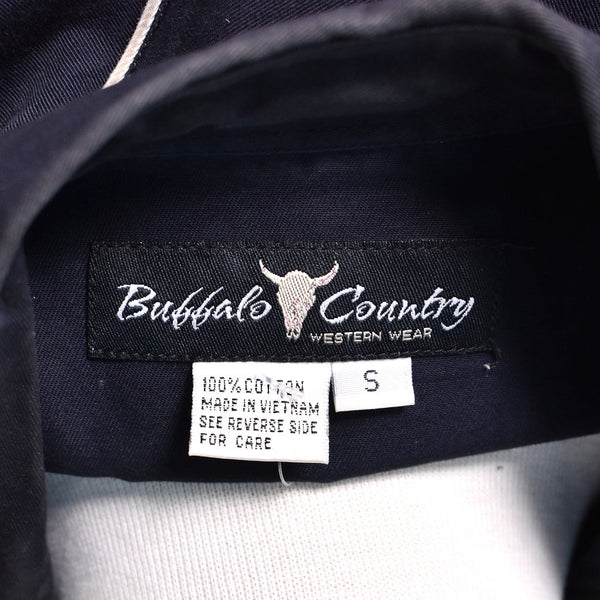 Buffalo Country
WESTERN WEAR
S
100% COTTON
MADE IN VIETNAM
SEE REVERSE SIDE
FOR CARE